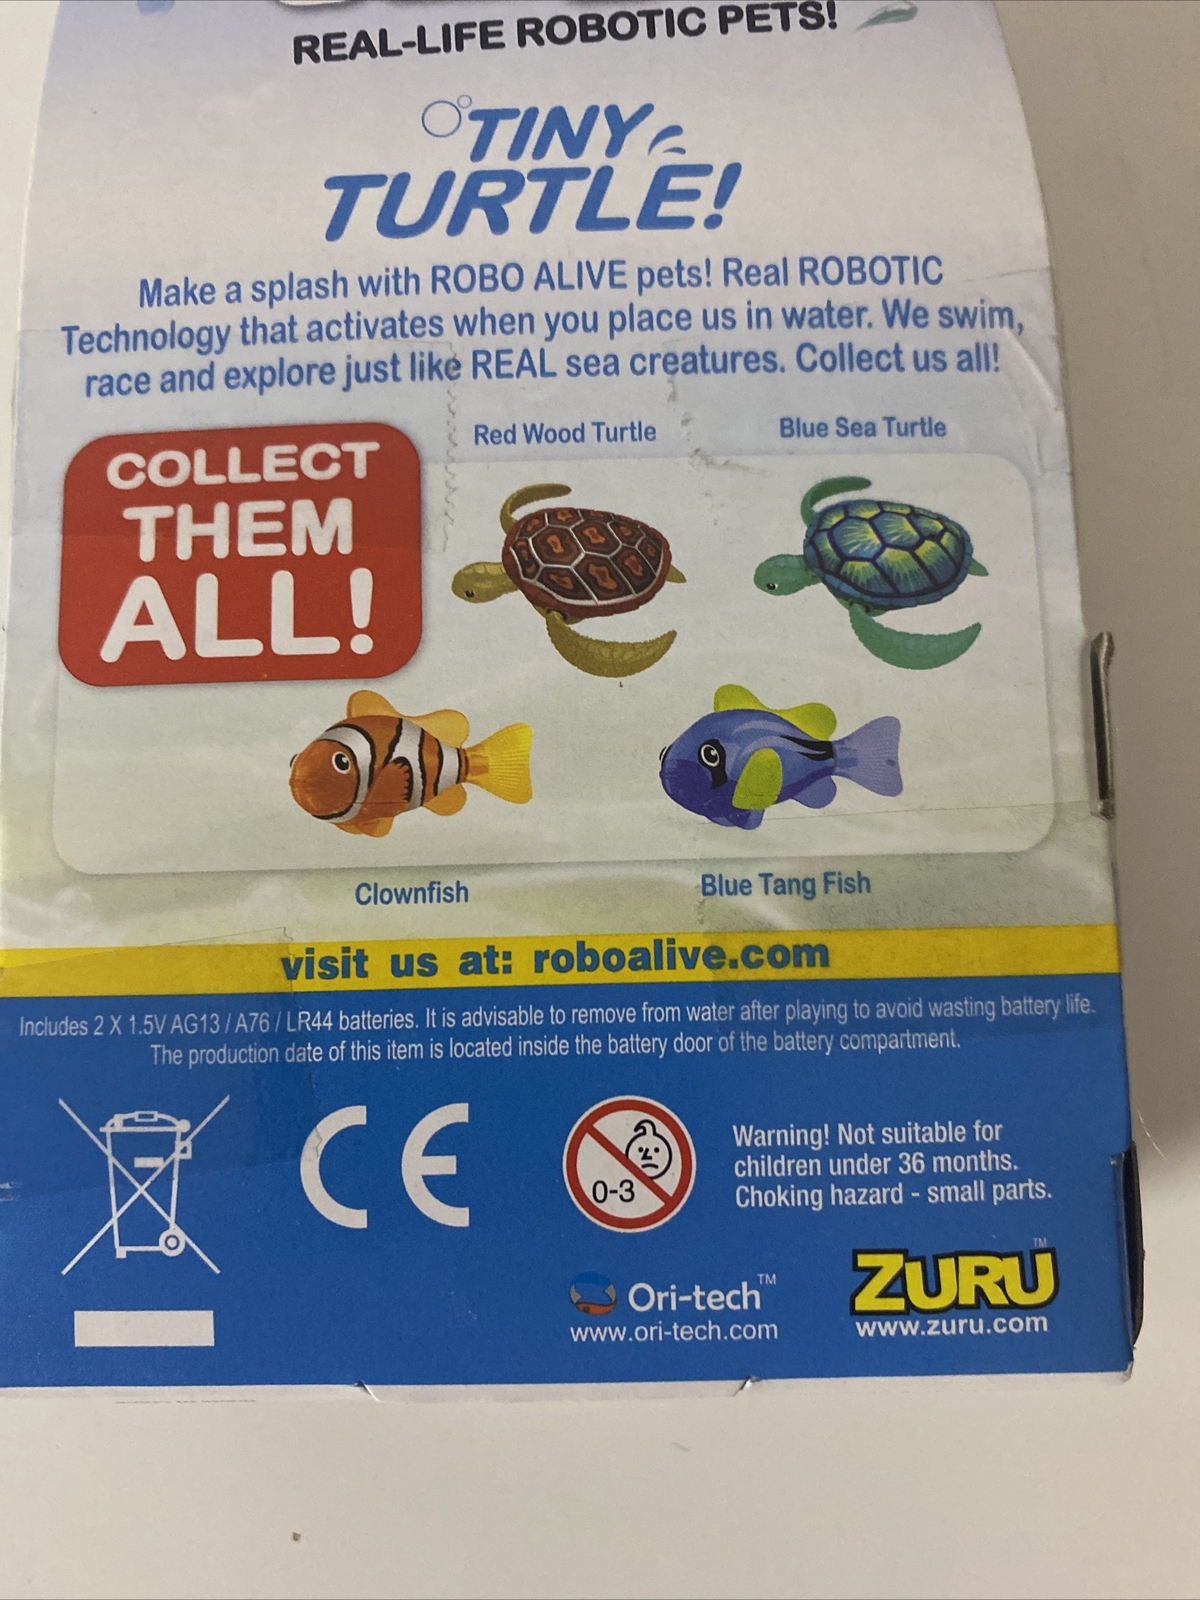 REAL-LIFE ROBOTIC PETS!
TINY
TURTLE!
Make a splash with ROBO ALIVE pets! Real ROBOTIC
Technology that activates when you place us in water. We swim,
race and explore just like REAL sea creatures. Collect us all!
COLLECT
THEM
ALL!
Red Wood Turtle
Blue Sea Turtle
Clownfish
Blue Tang Fish
visit us at: roboalive.com
Includes 2 X 1.5V AG13 / A76 / LR44 batteries. It is advisable to remove from water after playing to avoid wasting battery life.
The production date of this item is located inside the battery door of the battery compartment.
CE
0-3
Warning! Not suitable for
children under 36 months.
Choking hazard - small parts.
Ori-tech™
www.ori-tech.com
ZURU™
www.zuru.com